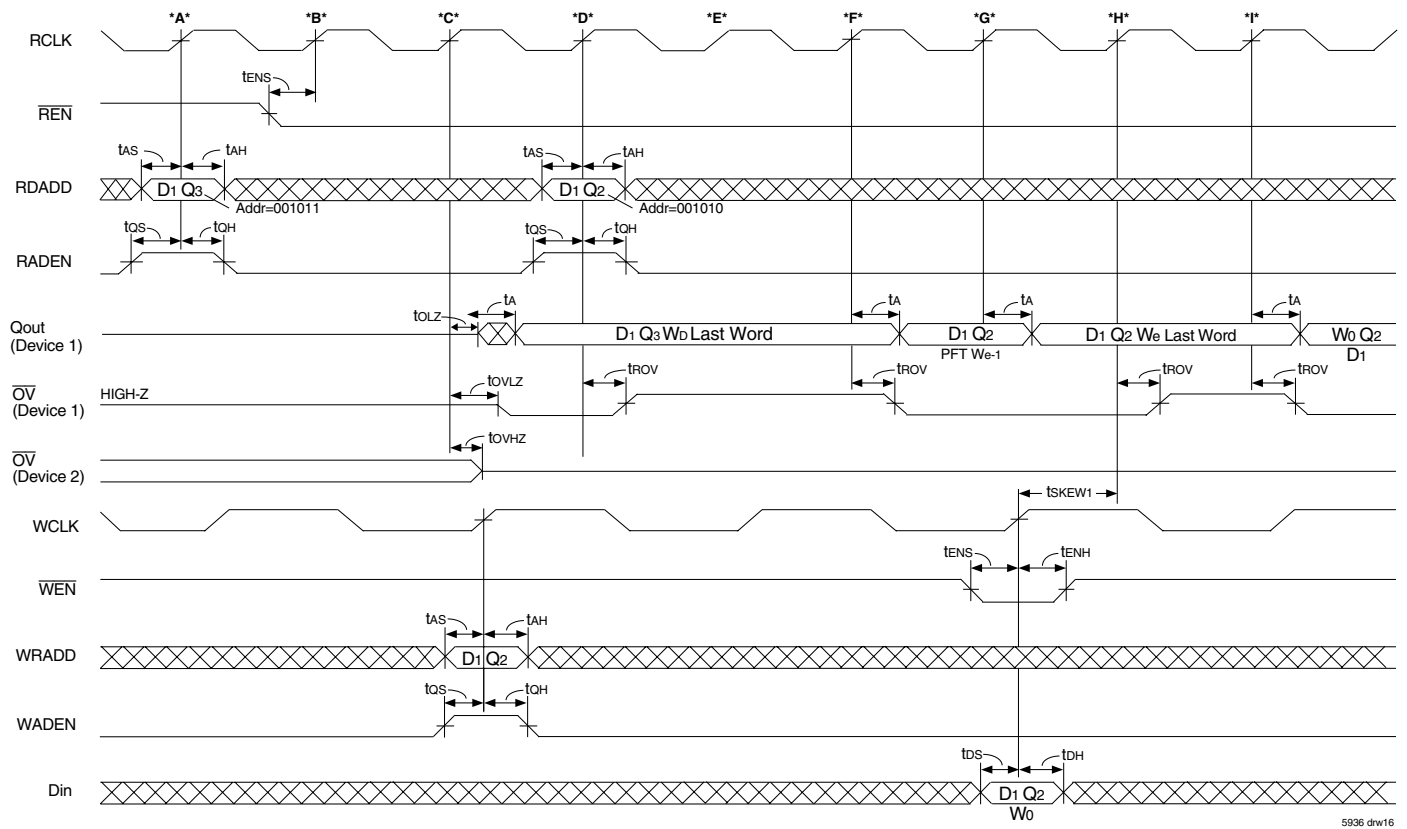 *A* *B* *C* *D* *E* *F* *G* *H* *I*
RCLK
tENS
REN
tAS tAH tAS tAH
RDADD D1 Q3 D1 Q2
Addr=001011 Addr=001010
tQS tQH tQS tQH
RADEN
tOLZ tA tA tA tA
Qout
(Device 1)
D1 Q3 WD Last Word D1 Q2 D1 Q2 We Last Word W0 Q2
PFT We-1 D1
tOVLZ tROV tROV tROV tROV
OV
(Device 1)
HIGH-Z
tOVHZ
OV
(Device 2)
tSKEW1
WCLK
tENS tENH
WEN
tAS tAH
WRADD D1 Q2
tQS tQH
WADEN
tDS tDH
Din D1 Q2
W0
5936 drw16